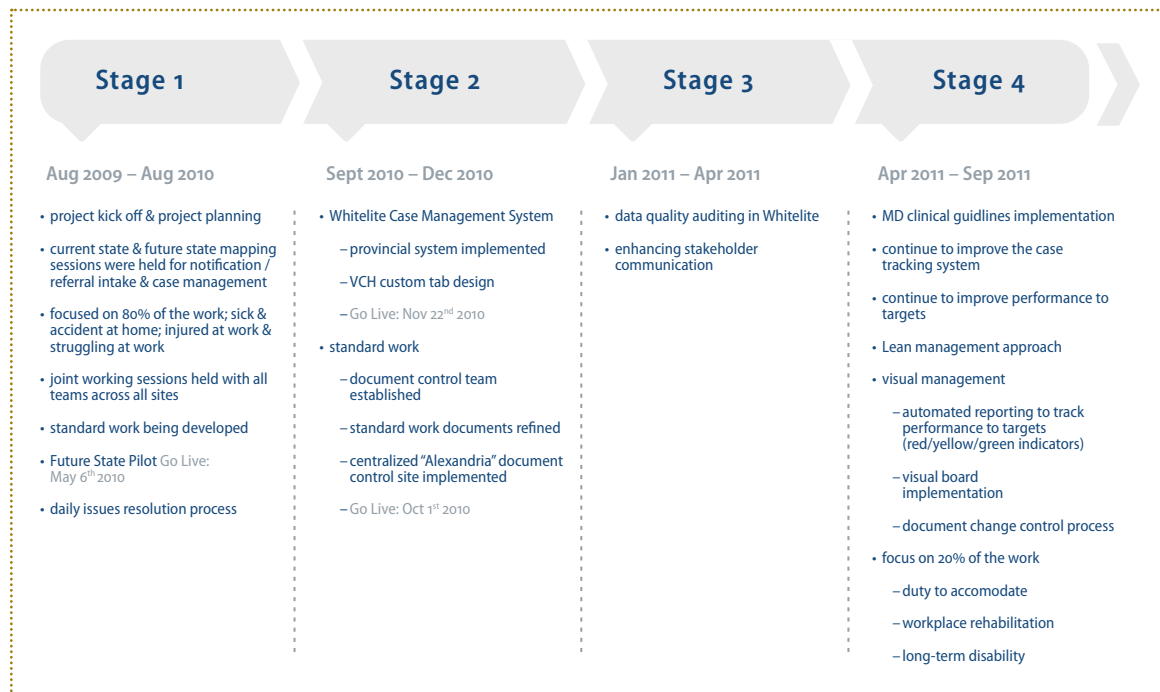 Stage 1
Stage 2
Stage 3
Stage 4
Aug 2009 – Aug 2010
• project kick off & project planning
• current state & future state mapping
sessions were held for notification /
referral intake & case management
• focused on 80% of the work; sick &
accident at home; injured at work &
struggling at work
• joint working sessions held with all
teams across all sites
• standard work being developed
• Future State Pilot Go Live:
May 6th 2010
• daily issues resolution process
Sept 2010 – Dec 2010
• Whitelite Case Management System
– provincial system implemented
– VCH custom tab design
– Go Live: Nov 22nd 2010
• standard work
– document control team
established
– standard work documents refined
– centralized “Alexandria” document
control site implemented
– Go Live: Oct 1st 2010
Jan 2011 – Apr 2011
• data quality auditing in Whitelite
• enhancing stakeholder
communication
Apr 2011 – Sep 2011
• MD clinical guidlines implementation
• continue to improve the case
tracking system
• continue to improve performance to
targets
• Lean management approach
• visual management
– automated reporting to track
performance to targets
(red/yellow/green indicators)
– visual board
implementation
– document change control process
• focus on 20% of the work
– duty to accomodate
– workplace rehabilitation
– long-term disability